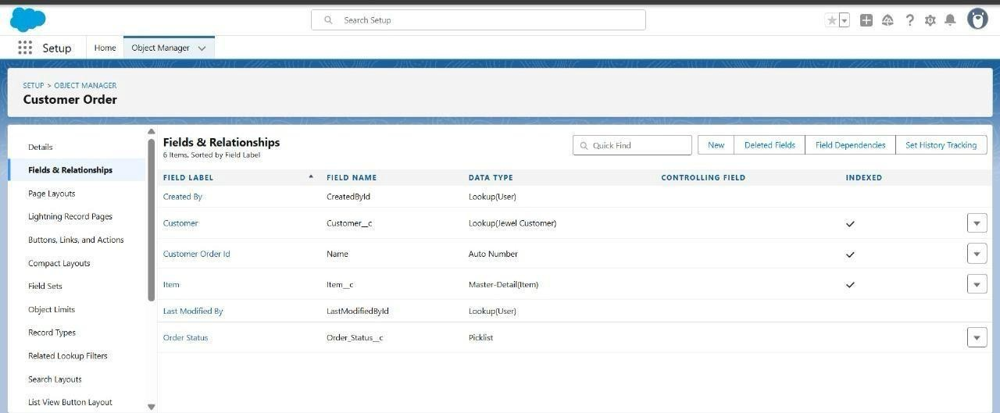 Search Setup
Setup
Home
Object Manager
SETUP > OBJECT MANAGER
Customer Order
Details
Fields & Relationships
Page Layouts
Lightning Record Pages
Buttons, Links, and Actions
Compact Layouts
Field Sets
Object Limits
Record Types
Related Lookup Filters
Search Layouts
List View Button Layout
Fields & Relationships
6 Items, Sorted by Field Label
Quick Find
New
Deleted Fields
Field Dependencies
Set History Tracking
FIELD LABEL FIELD NAME DATA TYPE CONTROLLING FIELD INDEXED
Created By CreatedById Lookup(User)
Customer Customer__c Lookup(Jewel Customer)
Customer Order Id Name Auto Number
Item Item__c Master-Detail(Item)
Last Modified By LastModifiedById Lookup(User)
Order Status Order_Status__c Picklist